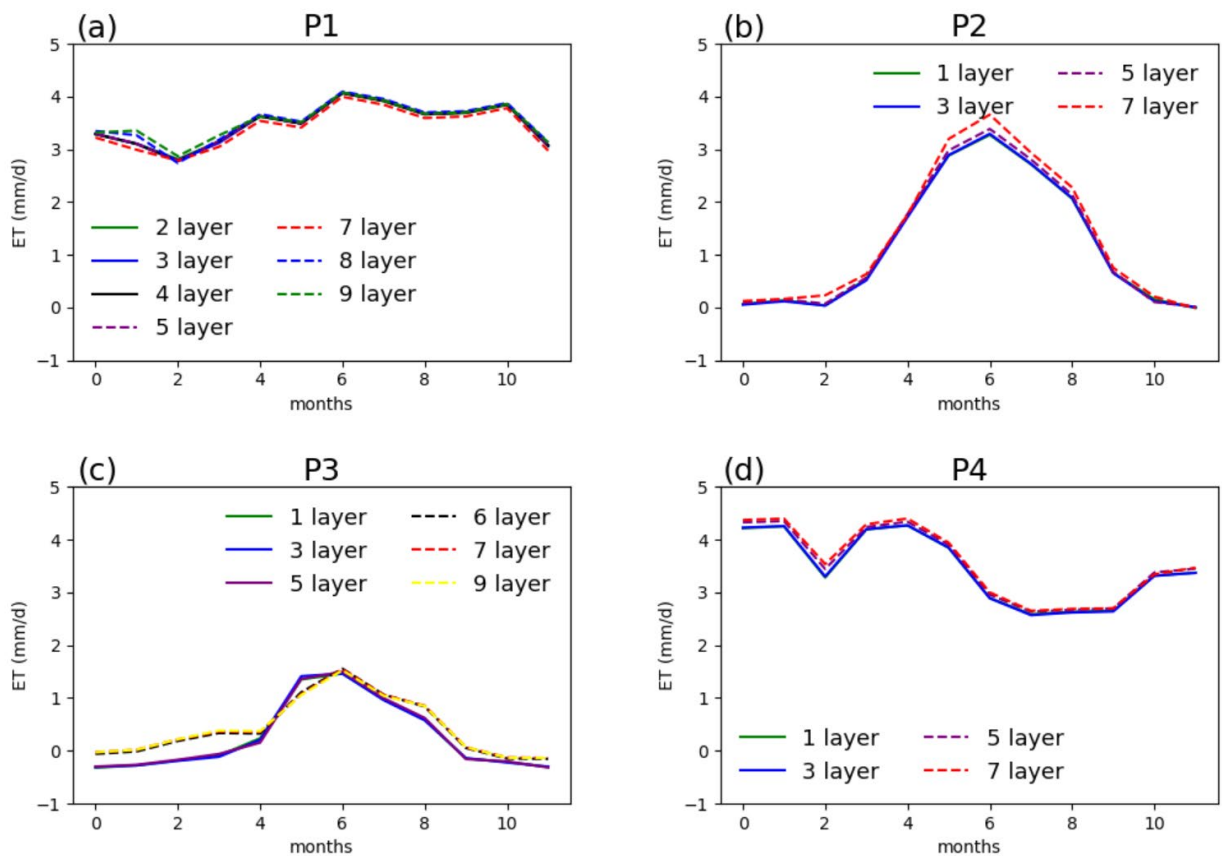 (a) P1
5
4
3
2
1
0
−1
ET (mm/d)
2 layer 7 layer
3 layer 8 layer
4 layer 9 layer
5 layer
0 2 4 6 8 10
months
(b) P2
5
4
3
2
1
0
−1
ET (mm/d)
1 layer 5 layer
3 layer 7 layer
0 2 4 6 8 10
months
(c) P3
5
4
3
2
1
0
−1
ET (mm/d)
1 layer 6 layer
3 layer 7 layer
5 layer 9 layer
0 2 4 6 8 10
months
(d) P4
5
4
3
2
1
0
−1
ET (mm/d)
1 layer 5 layer
3 layer 7 layer
0 2 4 6 8 10
months